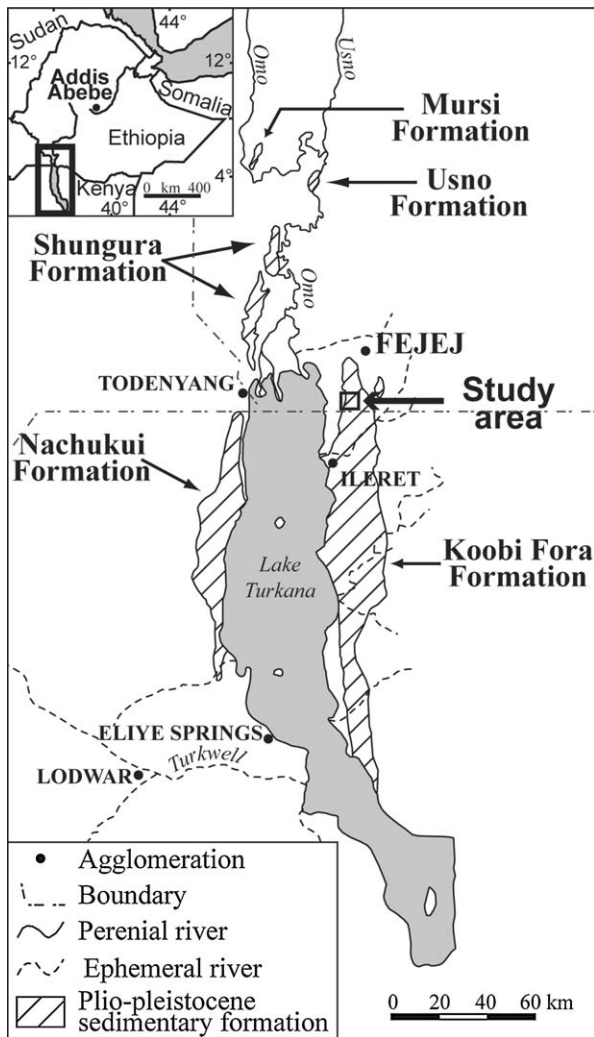 Sudan
44°
12°
12°
Addis
Abebe
Somalia
Ethiopia
4°
Kenya
0 km 400
40°
44°
Omo
Usno
Mursi
Formation
Usno
Formation
Shungura
Formation
Omo
FEJEJ
TODENYANG
Study
area
Nachukui
Formation
ILERET
Koobi Fora
Formation
Lake
Turkana
ELIYE SPRINGS
Turkwell
LODWAR
Agglomeration
Boundary
Perenial river
Ephemeral river
Plio-pleistocene
sedimentary formation
0 20 40 60 km